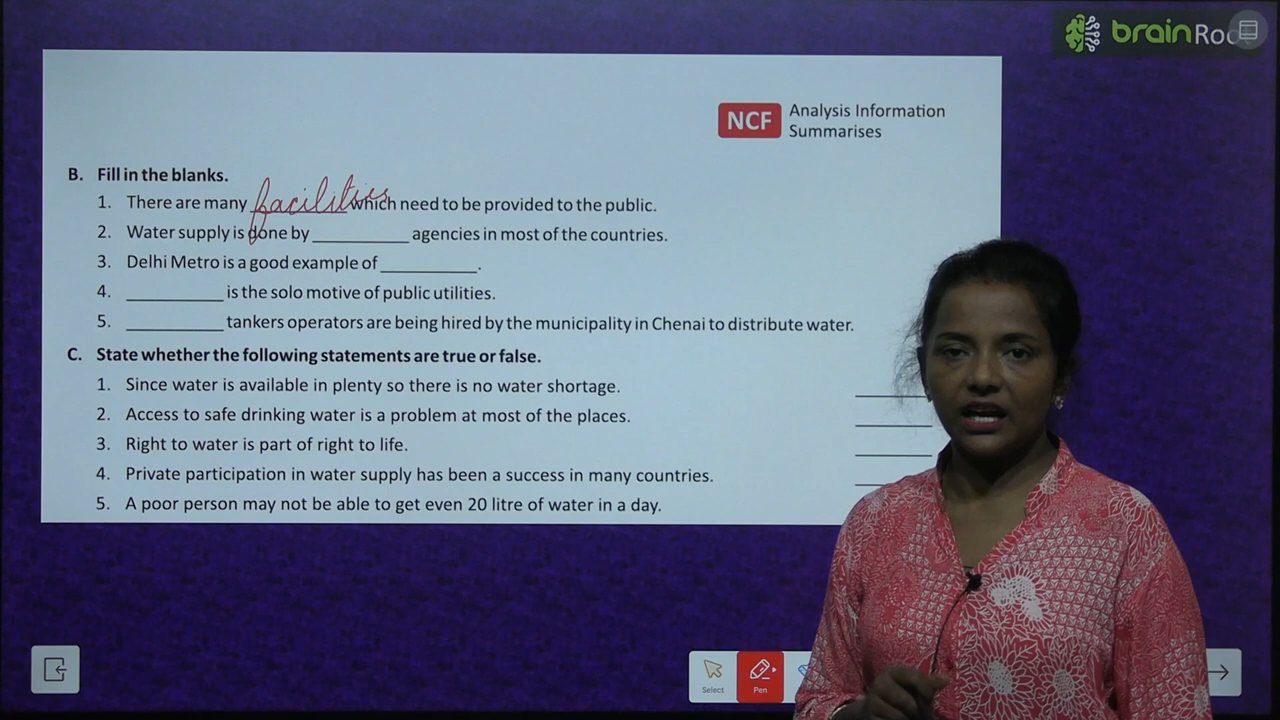 brainRoo
NCF
Analysis Information
Summarises
B. Fill in the blanks.
1. There are many facilities which need to be provided to the public.
2. Water supply is done by __________ agencies in most of the countries.
3. Delhi Metro is a good example of __________.
4. __________ is the solo motive of public utilities.
5. __________ tankers operators are being hired by the municipality in Chenai to distribute water.
C. State whether the following statements are true or false.
1. Since water is available in plenty so there is no water shortage.
2. Access to safe drinking water is a problem at most of the places.
3. Right to water is part of right to life.
4. Private participation in water supply has been a success in many countries.
5. A poor person may not be able to get even 20 litre of water in a day.
Select
Pen